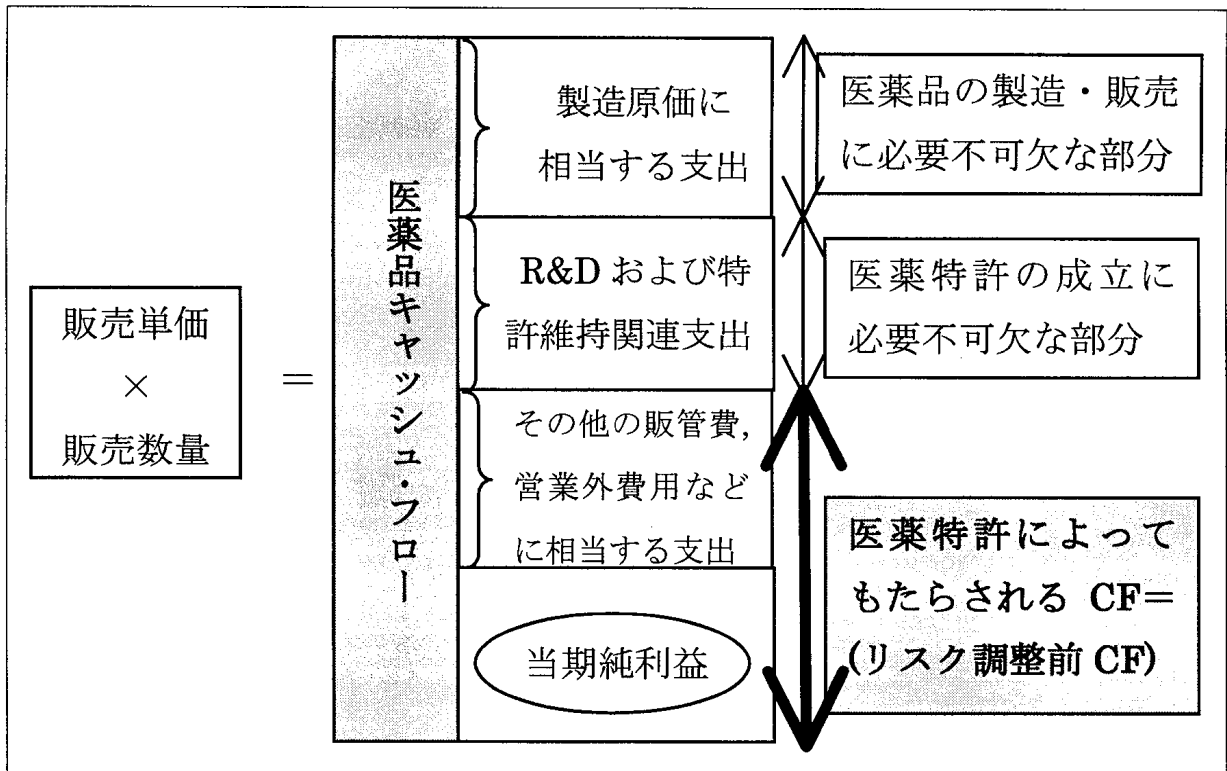 販売単価
×
販売数量
=
医薬品キャッシュ・フロー
製造原価に
相当する支出
R&Dおよび特
許維持関連支出
その他の販管費,
営業外費用など
に相当する支出
当期純利益
医薬品の製造・販売
に必要不可欠な部分
医薬特許の成立に
必要不可欠な部分
医薬特許によって
もたらされる CF=
(リスク調整前 CF)